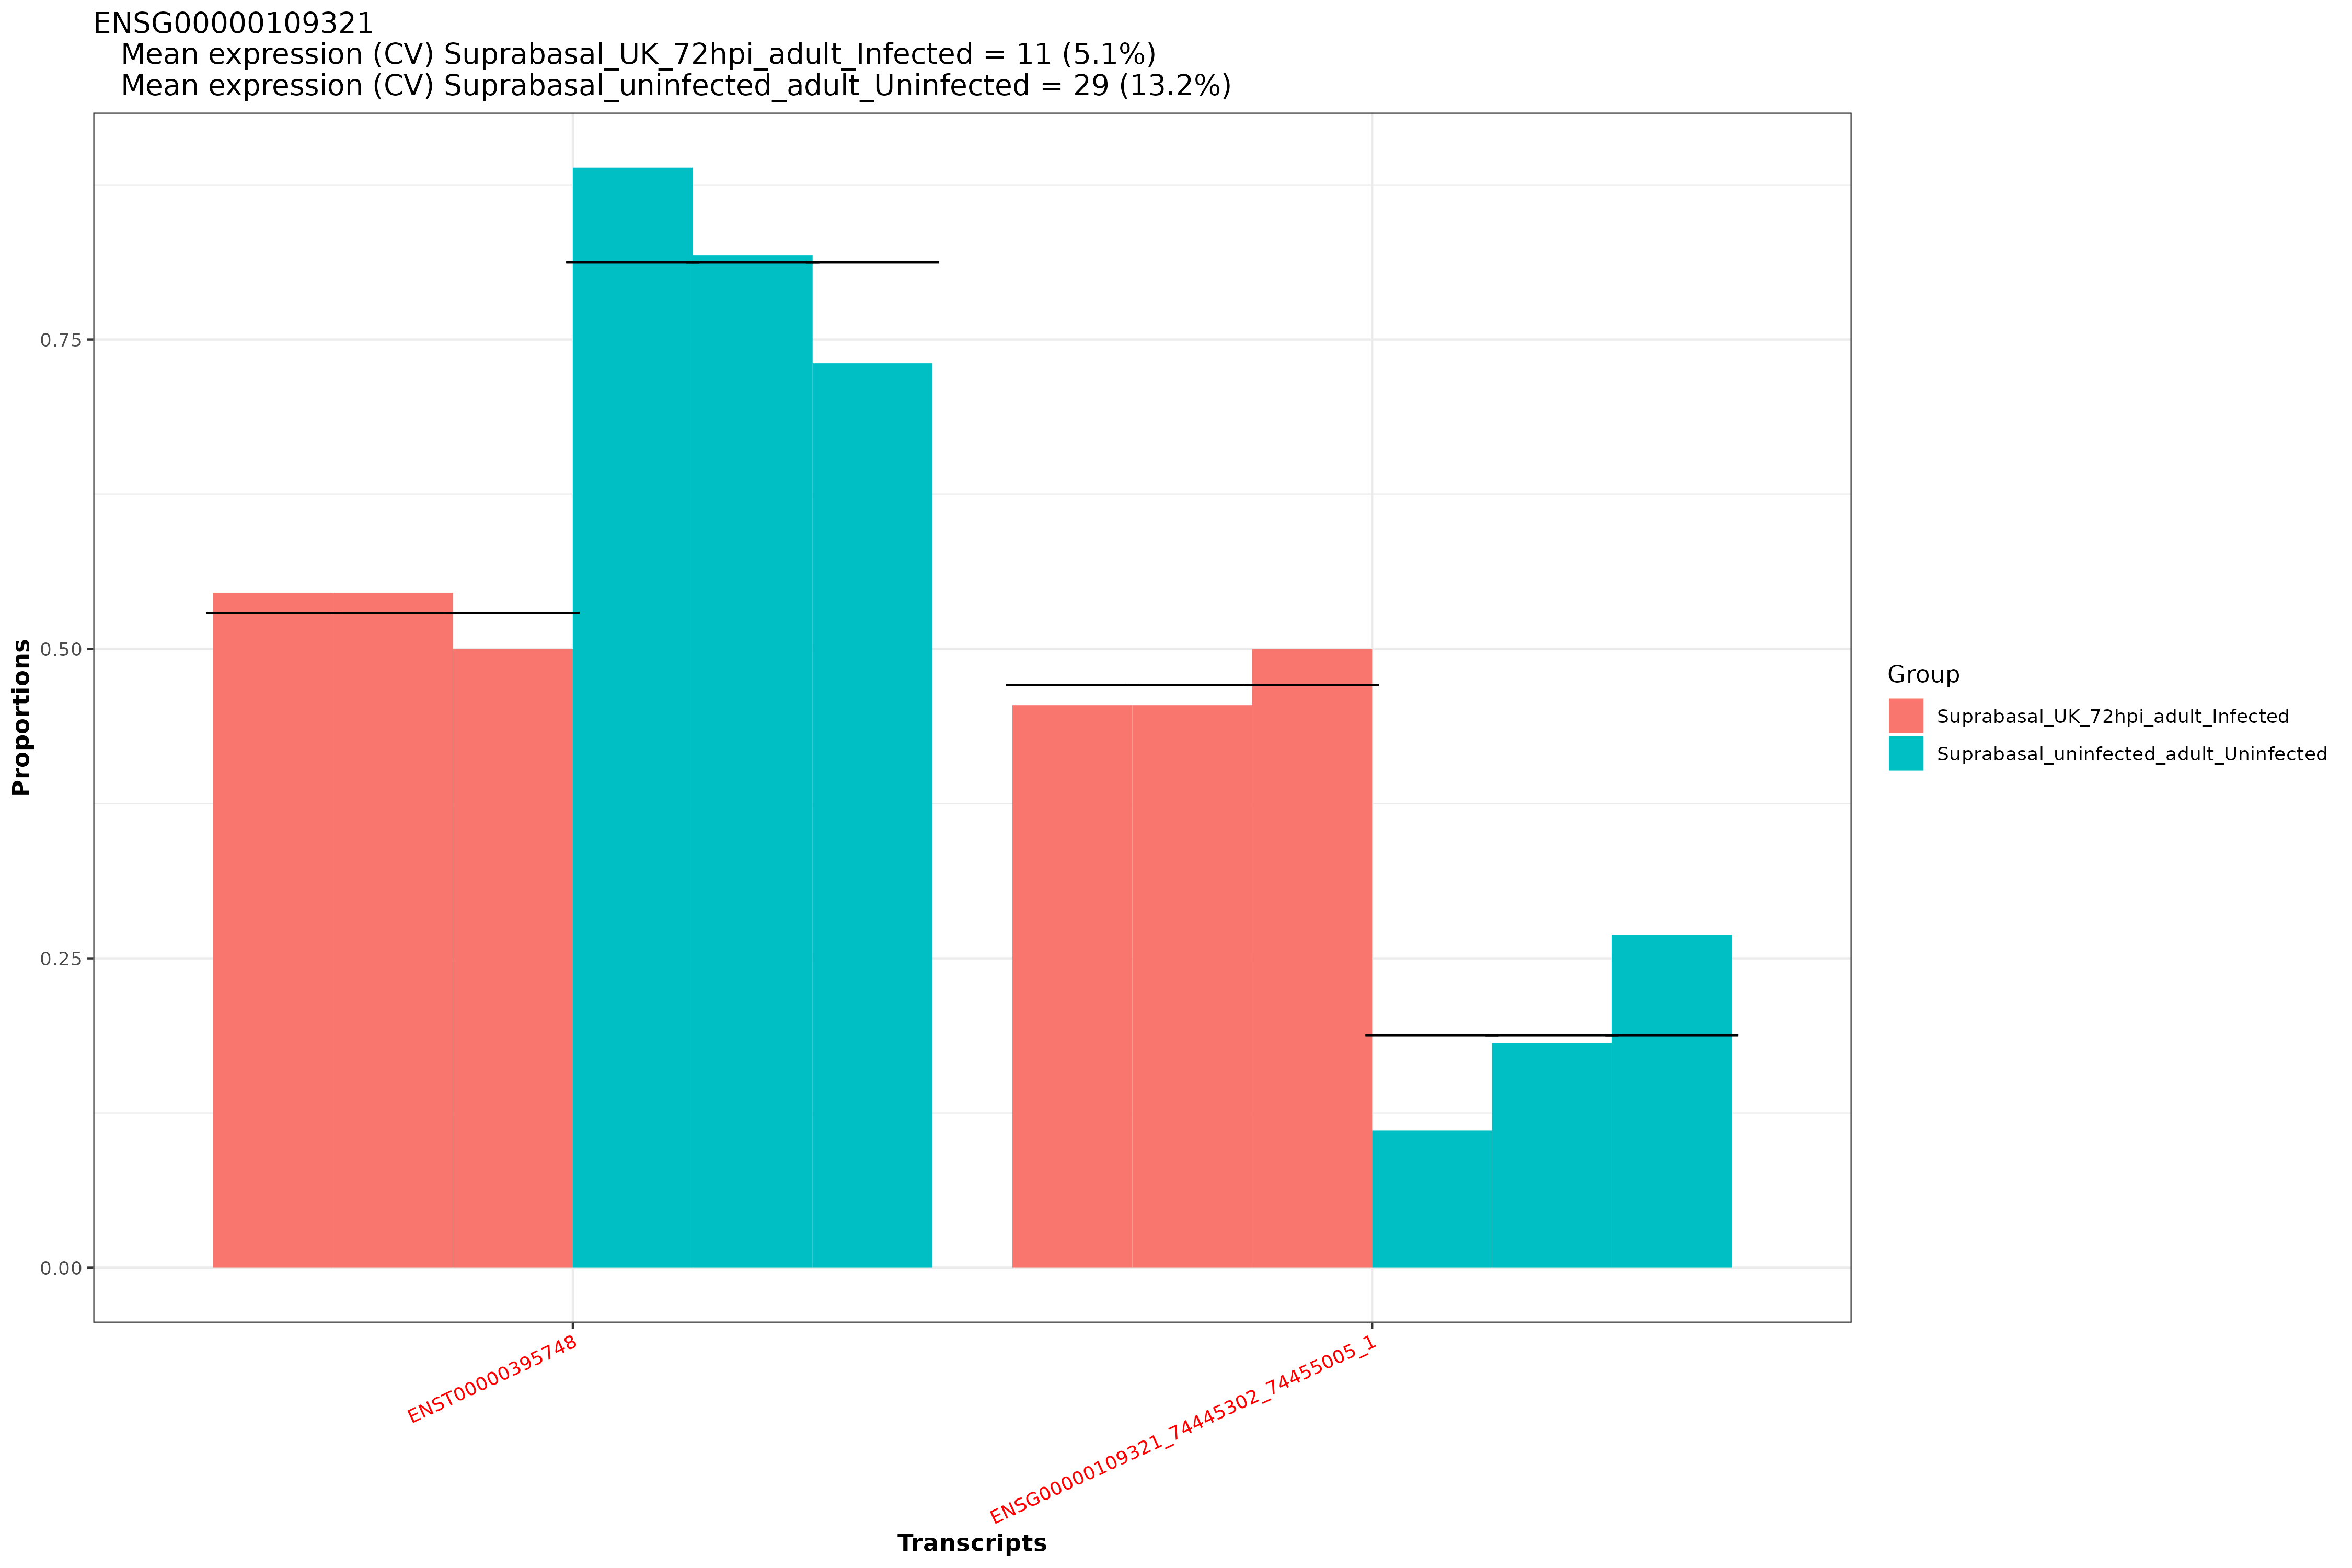 ENSG00000109321
Mean expression (CV) Suprabasal_UK_72hpi_adult_Infected = 11 (5.1%)
Mean expression (CV) Suprabasal_uninfected_adult_Uninfected = 29 (13.2%)
Proportions
0.75
0.50
0.25
0.00
ENST00000395748
ENSG00000109321_74445302_74455005_1
Transcripts
Group
Suprabasal_UK_72hpi_adult_Infected
Suprabasal_uninfected_adult_Uninfected